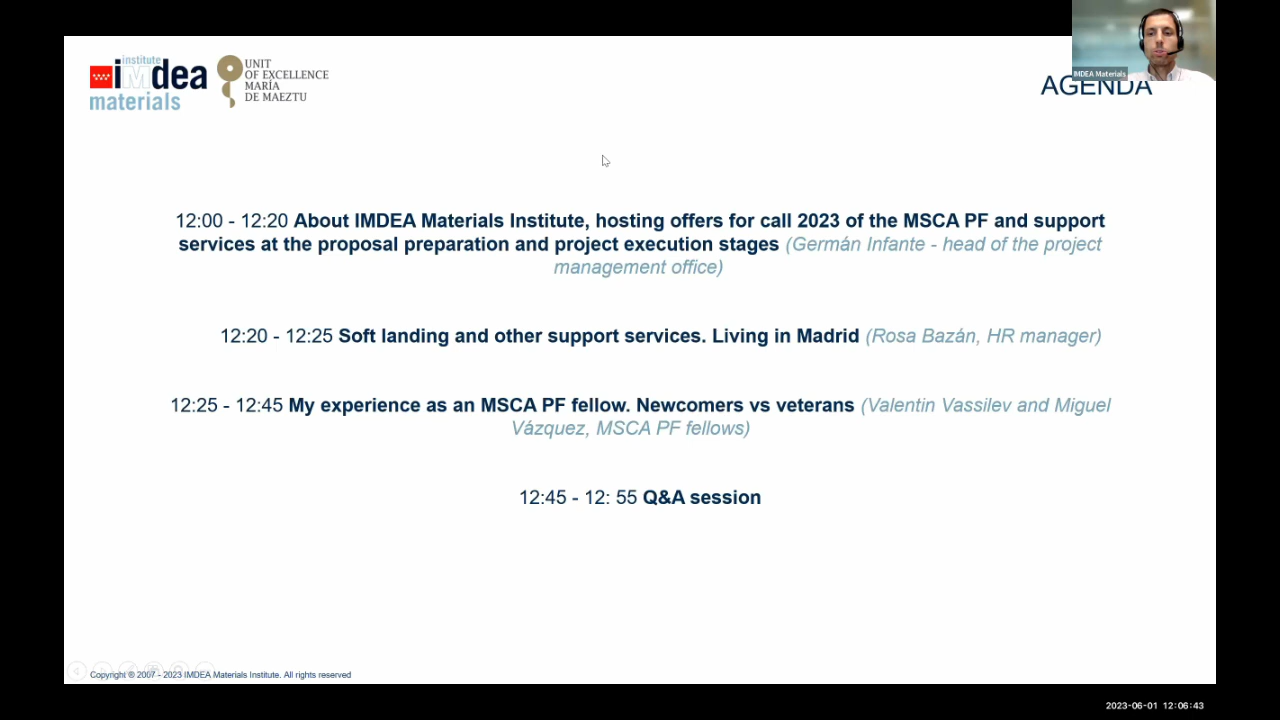 institute
iMdea
materials
UNIT
OF EXCELLENCE
MARÍA
DE MAEZTU
IMDEA Materials
AGENDA
12:00 - 12:20 About IMDEA Materials Institute, hosting offers for call 2023 of the MSCA PF and support
services at the proposal preparation and project execution stages (Germán Infante - head of the project
management office)
12:20 - 12:25 Soft landing and other support services. Living in Madrid (Rosa Bazán, HR manager)
12:25 - 12:45 My experience as an MSCA PF fellow. Newcomers vs veterans (Valentin Vassilev and Miguel
Vázquez, MSCA PF fellows)
12:45 - 12: 55 Q&A session
Copyright ® 2007 - 2023 IMDEA Materials Institute. All rights reserved
2023-06-01 12:06:43